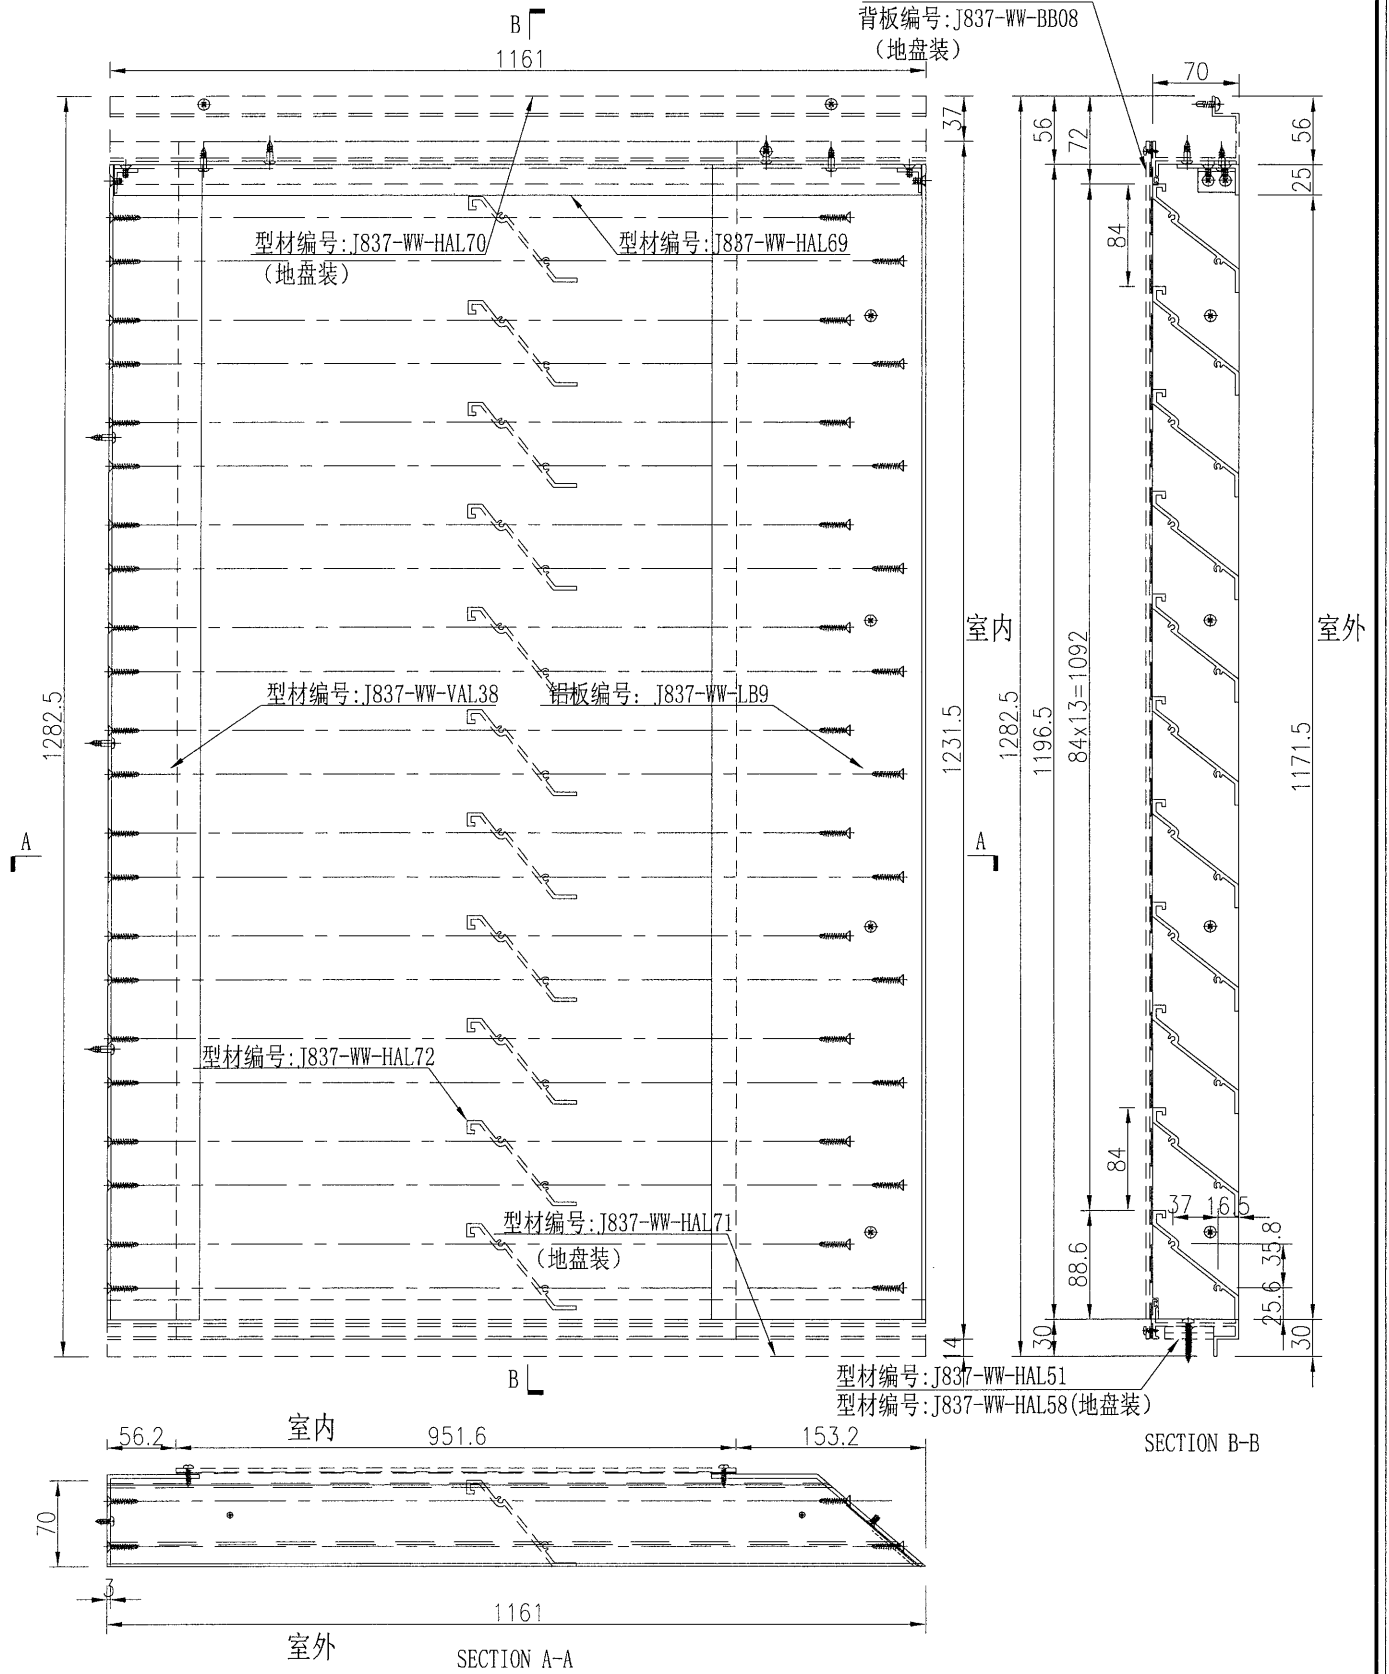 背板编号:J837-WW-BB08
(地盘装)
B
1161
70
37
56
72
56
25
84
型材编号:J837-WW-HAL70
(地盘装)
型材编号:J837-WW-HAL69
室内
室外
1282.5
型材编号:J837-WW-VAL38
铝板编号: J837-WW-LB9
1231.5
1282.5
1196.5
84x13=1092
1171.5
A
A
型材编号:J837-WW-HAL72
84
37
16.5
型材编号:J837-WW-HAL71
(地盘装)
88.6
35.8
25.6
14
30
30
B
型材编号:J837-WW-HAL51
型材编号:J837-WW-HAL58(地盘装)
SECTION B-B
室内
56.2
951.6
153.2
70
3
1161
室外
SECTION A-A